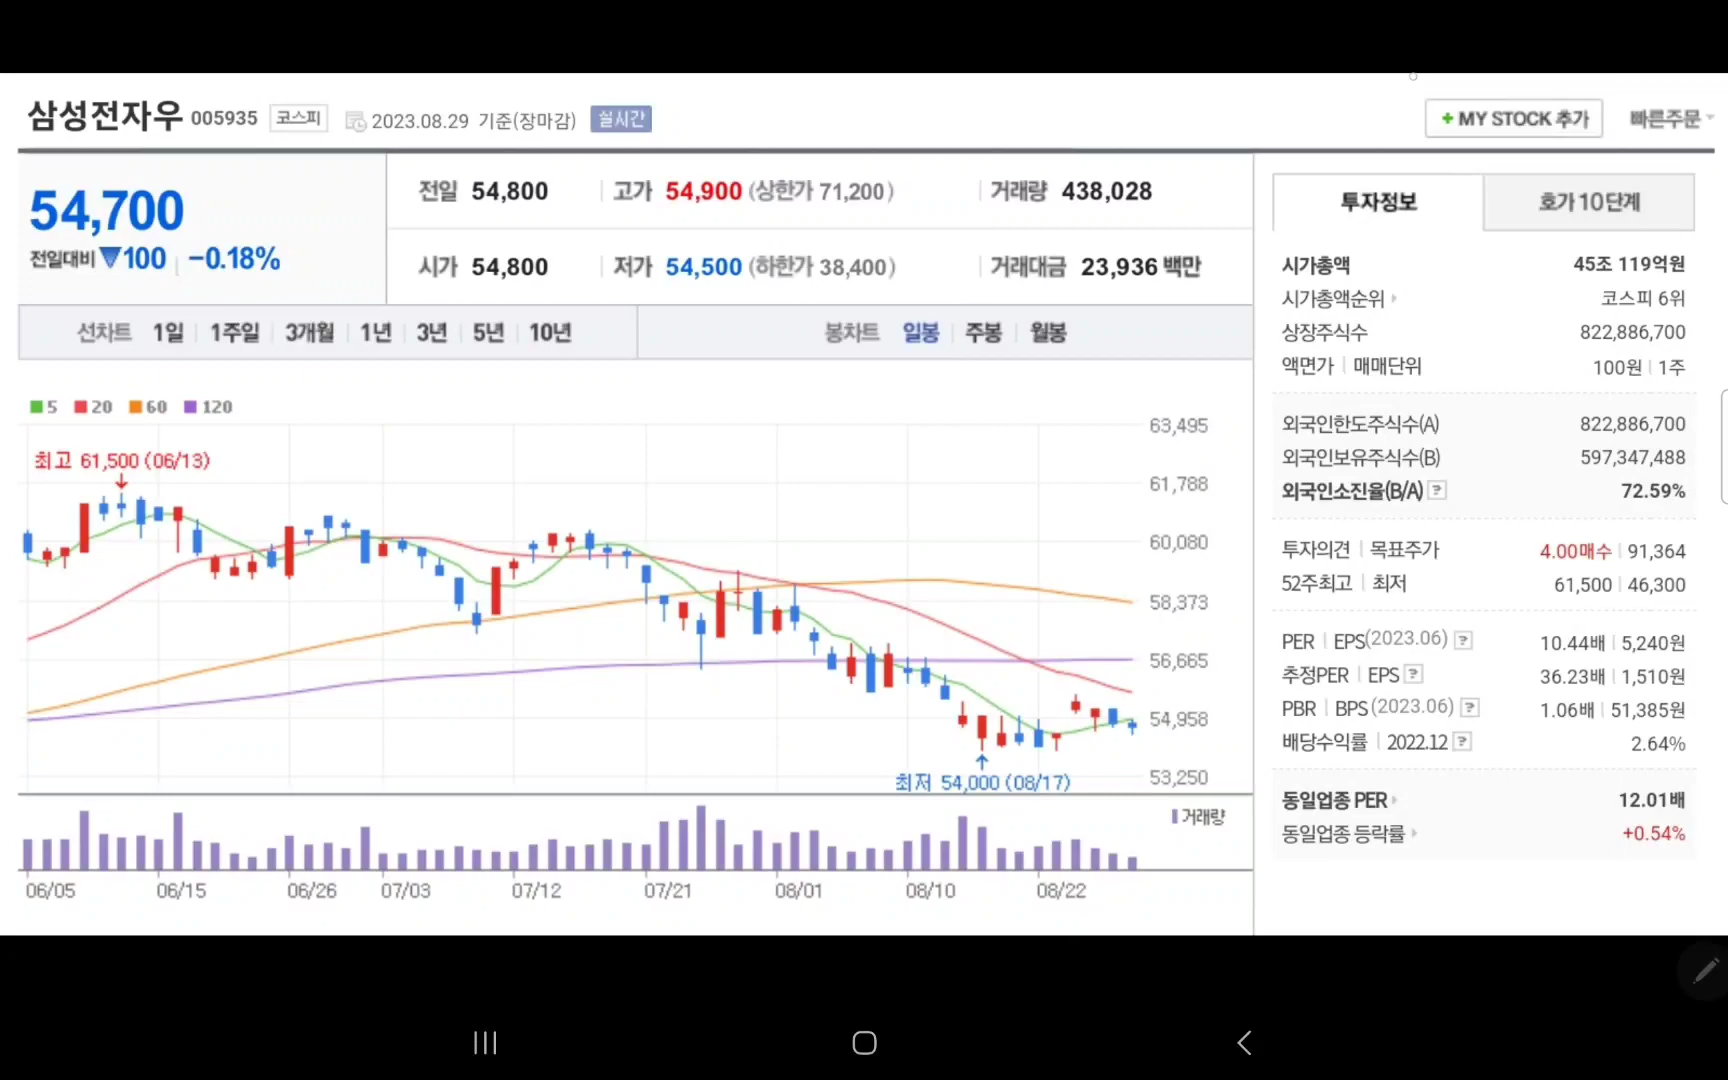 삼성전자우 005935 코스피 2023.08.29 기준(장마감) 실시간
+ MY STOCK 추가 빠른주문
54,700
전일대비 ▼100 -0.18%
전일 54,800 고가 54,900 (상한가 71,200) 거래량 438,028
시가 54,800 저가 54,500 (하한가 38,400) 거래대금 23,936 백만
선차트 1일 1주일 3개월 1년 3년 5년 10년 봉차트 일봉 주봉 월봉
5 20 60 120
최고 61,500 (06/13)
63,495
61,788
60,080
58,373
56,665
54,958
53,250
최저 54,000 (08/17)
거래량
06/05 06/15 06/26 07/03 07/12 07/21 08/01 08/10 08/22
투자정보 호가 10단계
시가총액 45조 119억원
시가총액순위 코스피 6위
상장주식수 822,886,700
액면가 매매단위 100원 1주
외국인한도주식수(A) 822,886,700
외국인보유주식수(B) 597,347,488
외국인소진율(B/A) ? 72.59%
투자의견 목표주가 4.00매수 91,364
52주최고 최저 61,500 46,300
PER EPS(2023.06) ? 10.44배 5,240원
추정PER EPS ? 36.23배 1,510원
PBR BPS(2023.06) ? 1.06배 51,385원
배당수익률 2022.12 ? 2.64%
동일업종 PER 12.01배
동일업종 등락률 +0.54%